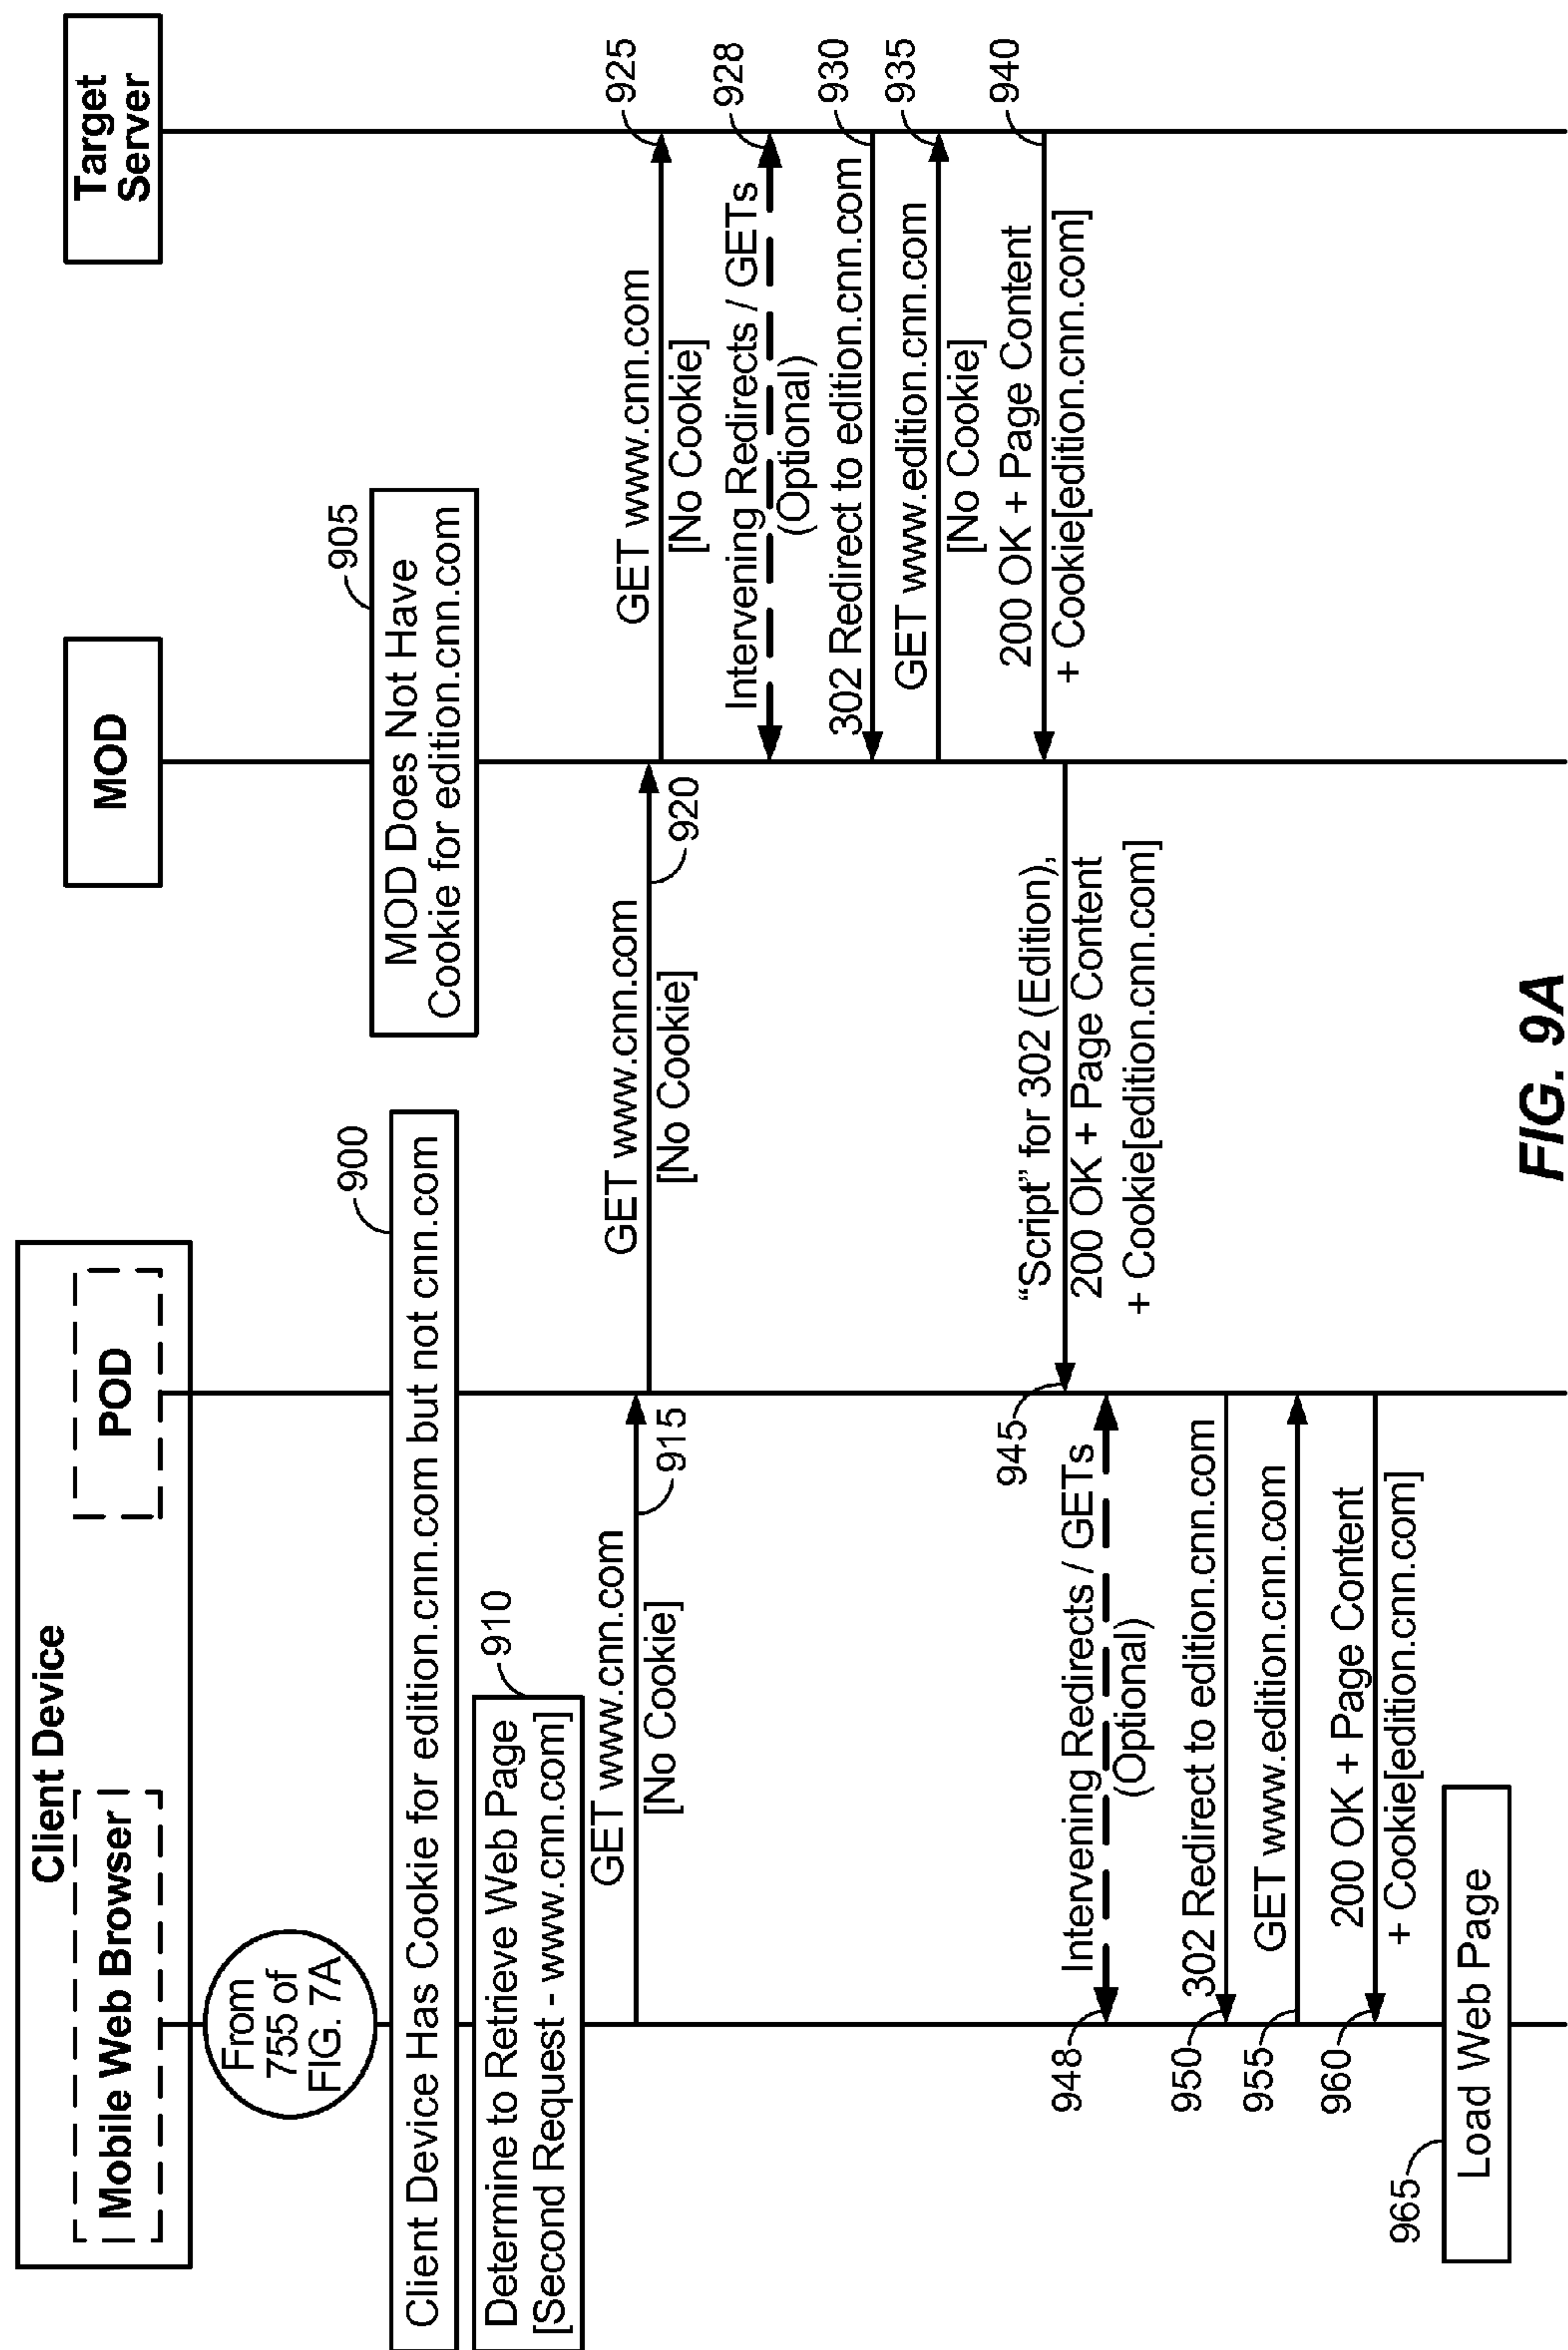 Client Device
Mobile Web Browser
POD
MOD
Target
Server
From
755 of
FIG. 7A
900
Client Device Has Cookie for edition.cnn.com but not cnn.com
905
MOD Does Not Have
Cookie for edition.cnn.com
910
Determine to Retrieve Web Page
[Second Request - www.cnn.com]
GET www.cnn.com
[No Cookie]
915
GET www.cnn.com
[No Cookie]
920
GET www.cnn.com
[No Cookie]
925
Intervening Redirects / GETs
(Optional)
928
302 Redirect to edition.cnn.com
930
GET www.edition.cnn.com
[No Cookie]
935
200 OK + Page Content
+ Cookie[edition.cnn.com]
940
"Script" for 302 (Edition),
200 OK + Page Content
+ Cookie[edition.cnn.com]
945
Intervening Redirects / GETs
(Optional)
948
302 Redirect to edition.cnn.com
950
GET www.edition.cnn.com
955
200 OK + Page Content
+ Cookie[edition.cnn.com]
960
965
Load Web Page
FIG. 9A